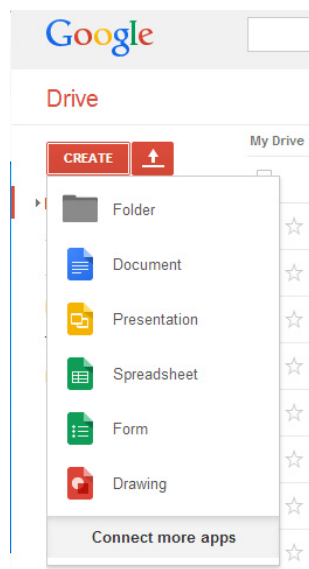 Google
Drive
CREATE
My Drive
Folder
Document
Presentation
Spreadsheet
Form
Drawing
Connect more apps